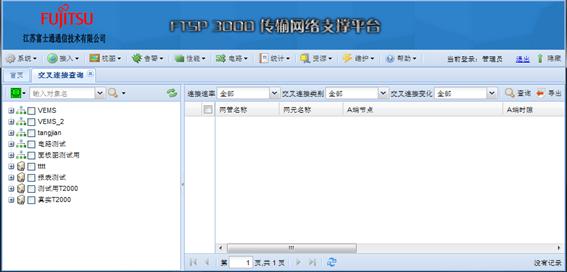 FUJITSU
江苏富士通通信技术有限公司
FTSP 3000 传输网络支撑平台
系统 接入 视图 告警 性能 电路 统计 资源 维护 帮助 当前登录: 管理员 退出 隐藏
首页 交叉连接查询
输入对象名
连接速率 全部 交叉连接类别 全部 交叉连接变化 全部 查询 导出
网管名称 网元名称 A端节点 A端时隙
VEMS
VEMS_2
tangjian
电路测试
面板图测试用
tttt
报表测试
测试用T2000
真实T2000
第 1 页,共 1 页 没有记录